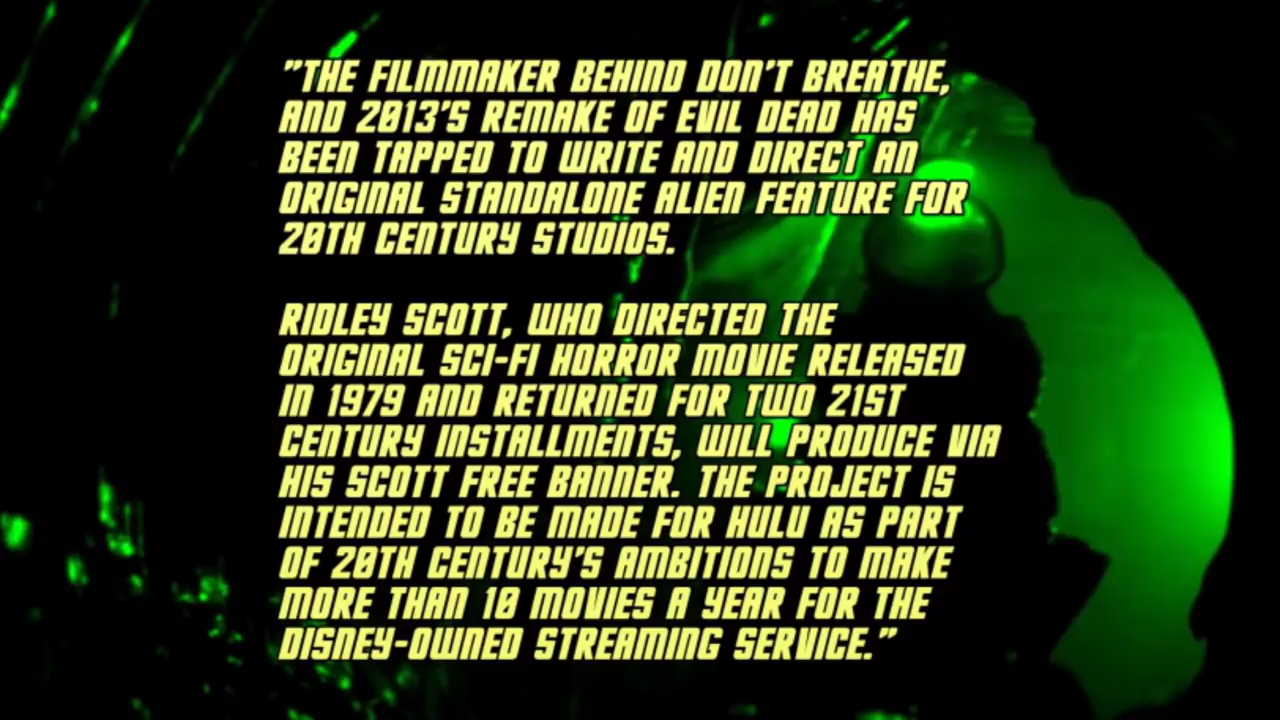 "THE FILMMAKER BEHIND DON'T BREATHE,
AND 2013'S REMAKE OF EVIL DEAD HAS
BEEN TAPPED TO WRITE AND DIRECT AN
ORIGINAL STANDALONE ALIEN FEATURE FOR
20TH CENTURY STUDIOS.
RIDLEY SCOTT, WHO DIRECTED THE
ORIGINAL SCI-FI HORROR MOVIE RELEASED
IN 1979 AND RETURNED FOR TWO 21ST
CENTURY INSTALLMENTS, WILL PRODUCE VIA
HIS SCOTT FREE BANNER. THE PROJECT IS
INTENDED TO BE MADE FOR HULU AS PART
OF 20TH CENTURY'S AMBITIONS TO MAKE
MORE THAN 10 MOVIES A YEAR FOR THE
DISNEY-OWNED STREAMING SERVICE."